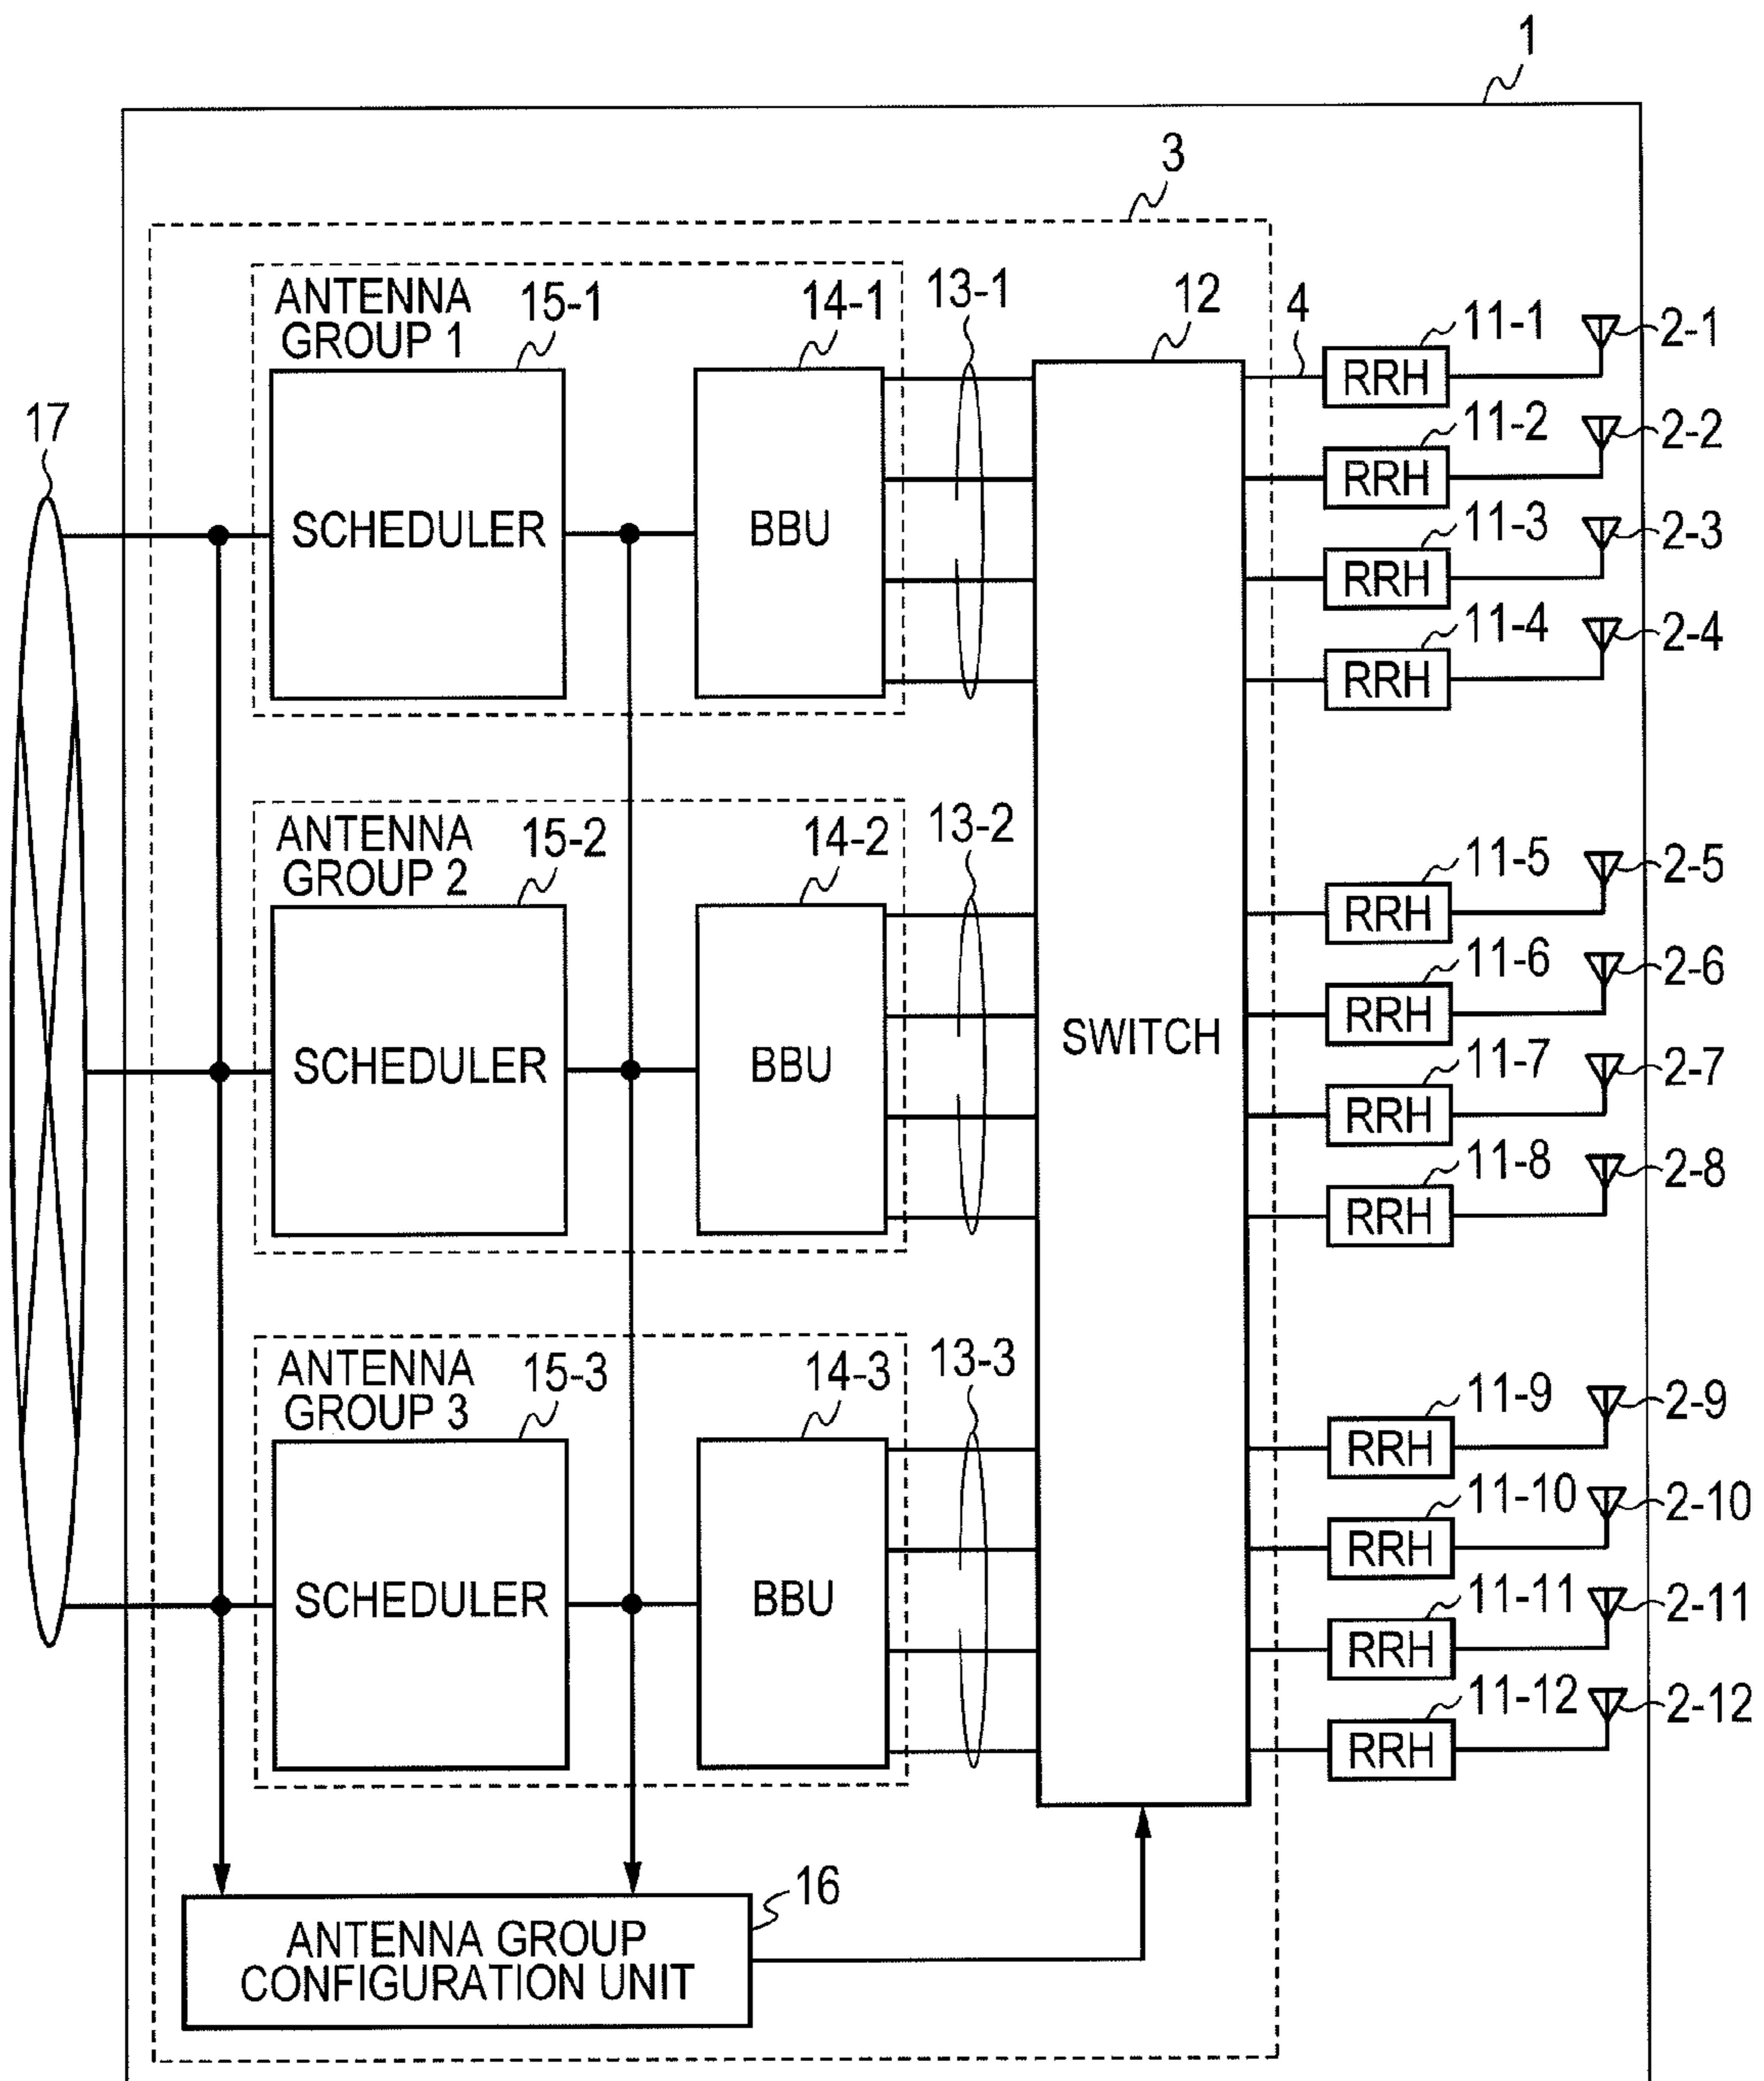 1
3
ANTENNA
GROUP 1
15-1
14-1
13-1
12
4
11-1
2-1
RRH
17
11-2
2-2
RRH
SCHEDULER
BBU
11-3
2-3
RRH
11-4
2-4
RRH
ANTENNA
GROUP 2
15-2
14-2
13-2
11-5
2-5
RRH
11-6
2-6
RRH
SCHEDULER
BBU
SWITCH
11-7
2-7
RRH
11-8
2-8
RRH
ANTENNA
GROUP 3
15-3
14-3
13-3
11-9
2-9
RRH
11-10
2-10
RRH
SCHEDULER
BBU
11-11
2-11
RRH
11-12
2-12
RRH
16
ANTENNA GROUP
CONFIGURATION UNIT